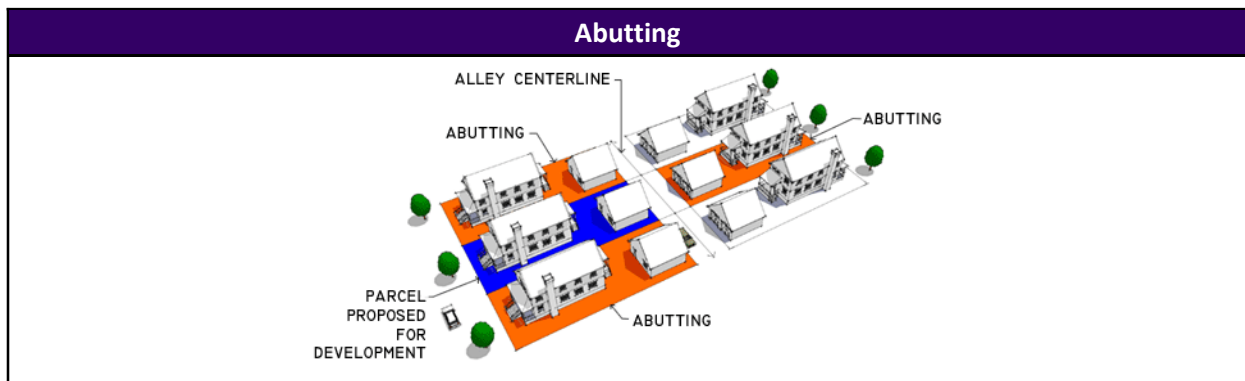 Abutting
ALLEY CENTERLINE
ABUTTING
ABUTTING
PARCEL
PROPOSED
FOR
DEVELOPMENT
ABUTTING